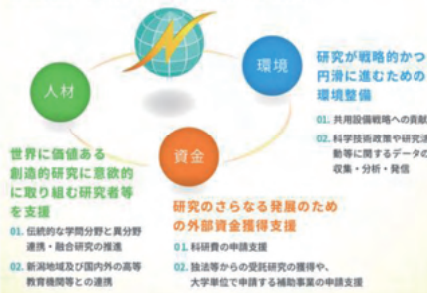 人材
環境
資金
研究が戦略的かつ
円滑に進むための
環境整備
01. 共用設備戦略への貢献
02. 科学技術政策や研究活
動等に関するデータの
収集・分析・発信
世界に価値ある
創造的研究に意欲的
に取り組む研究者等
を支援
01. 伝統的な学問分野と異分野
連携・融合研究の推進
02. 新潟地域及び国内外の高等
教育機関等との連携
研究のさらなる発展のため
の外部資金獲得支援
01. 科研費の申請支援
02. 独法等からの受託研究の獲得や、
大学単位で申請する補助事業の申請支援